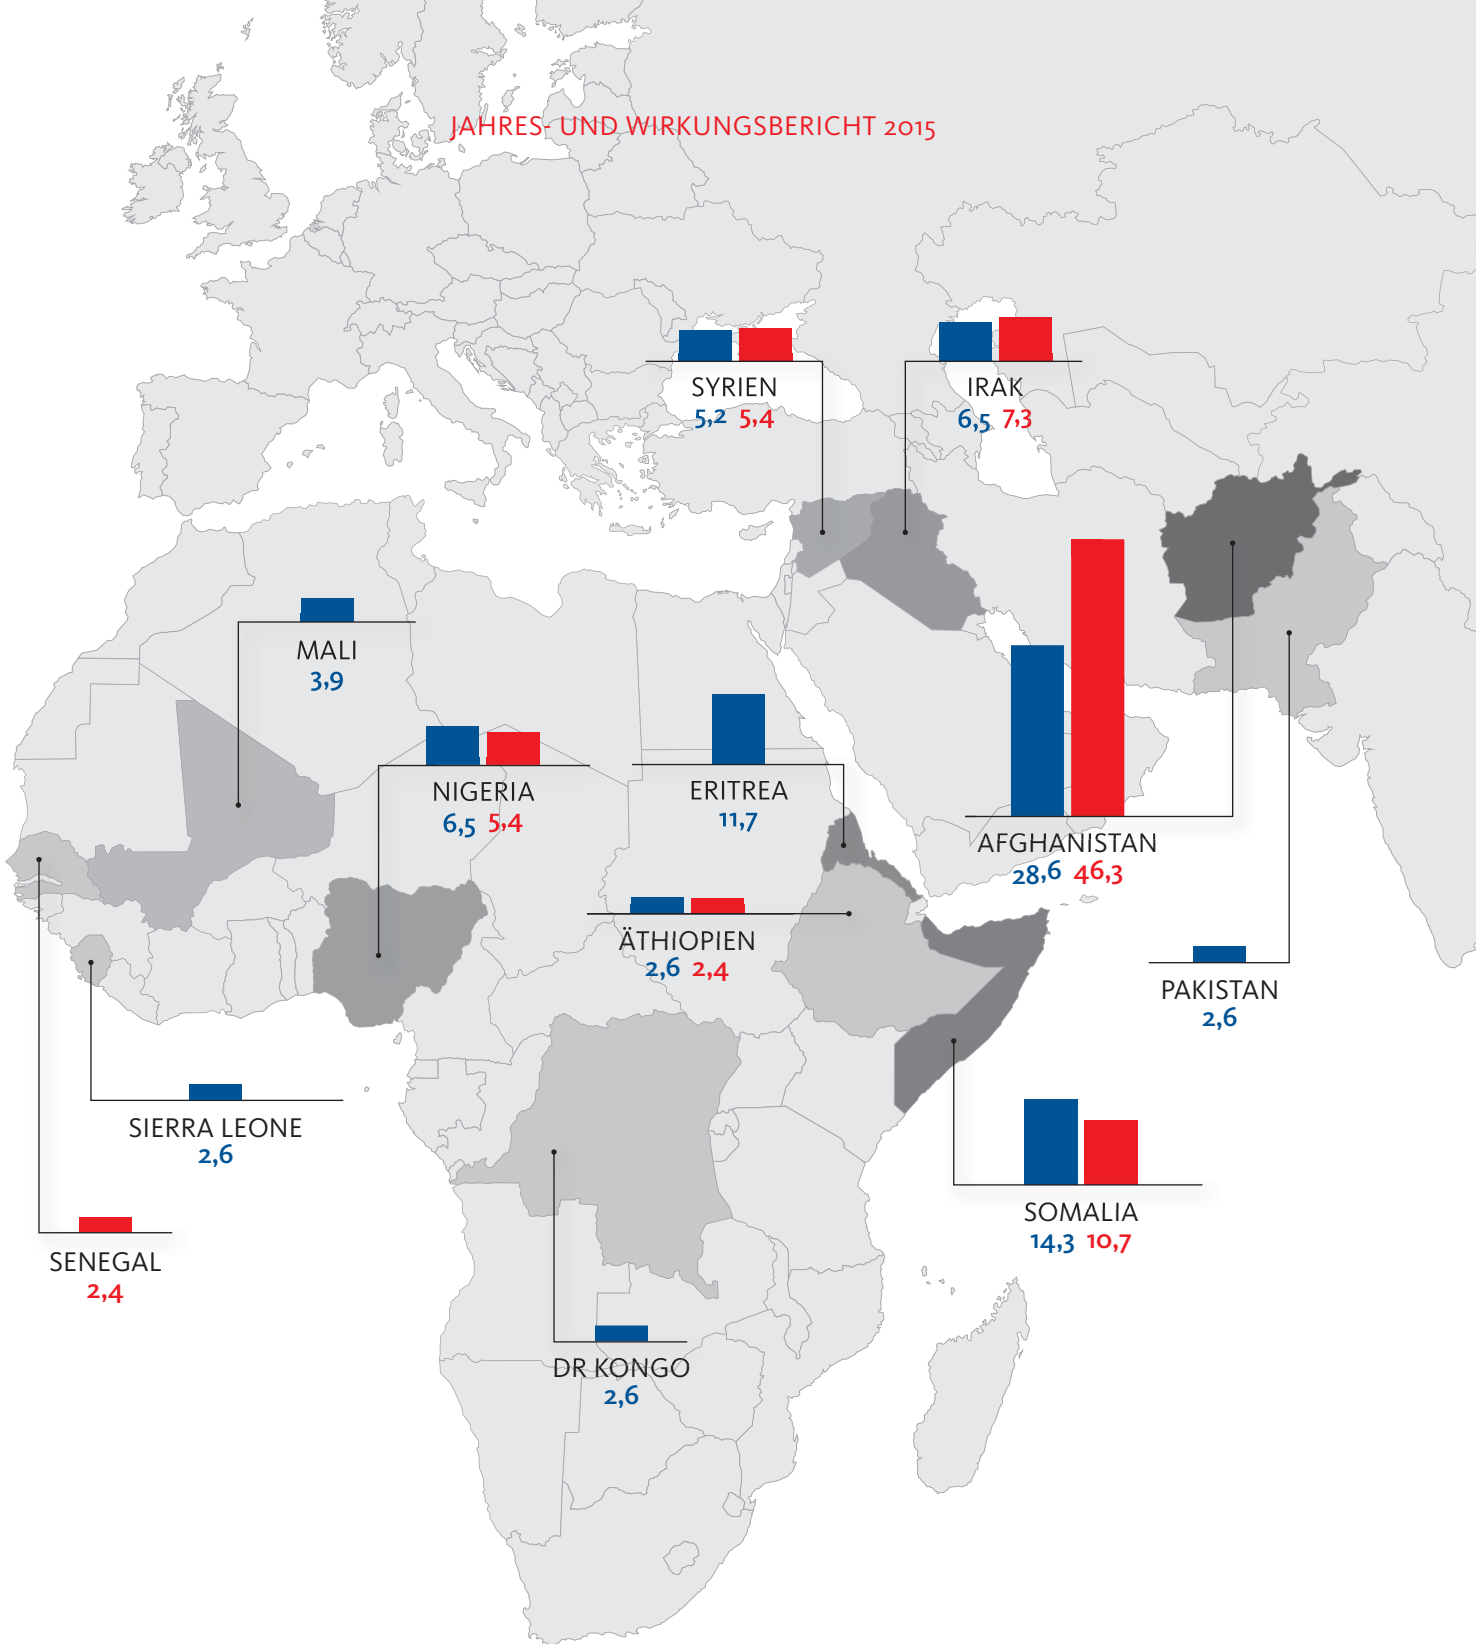 JAHRES- UND WIRKUNGSBERICHT 2015
SYRIEN
5,2 5,4
IRAK
6,5 7,3
MALI
3,9
NIGERIA
6,5 5,4
ERITREA
11,7
AFGHANISTAN
28,6 46,3
ÄTHIOPIEN
2,6 2,4
PAKISTAN
2,6
SIERRA LEONE
2,6
SOMALIA
14,3 10,7
SENEGAL
2,4
DR KONGO
2,6